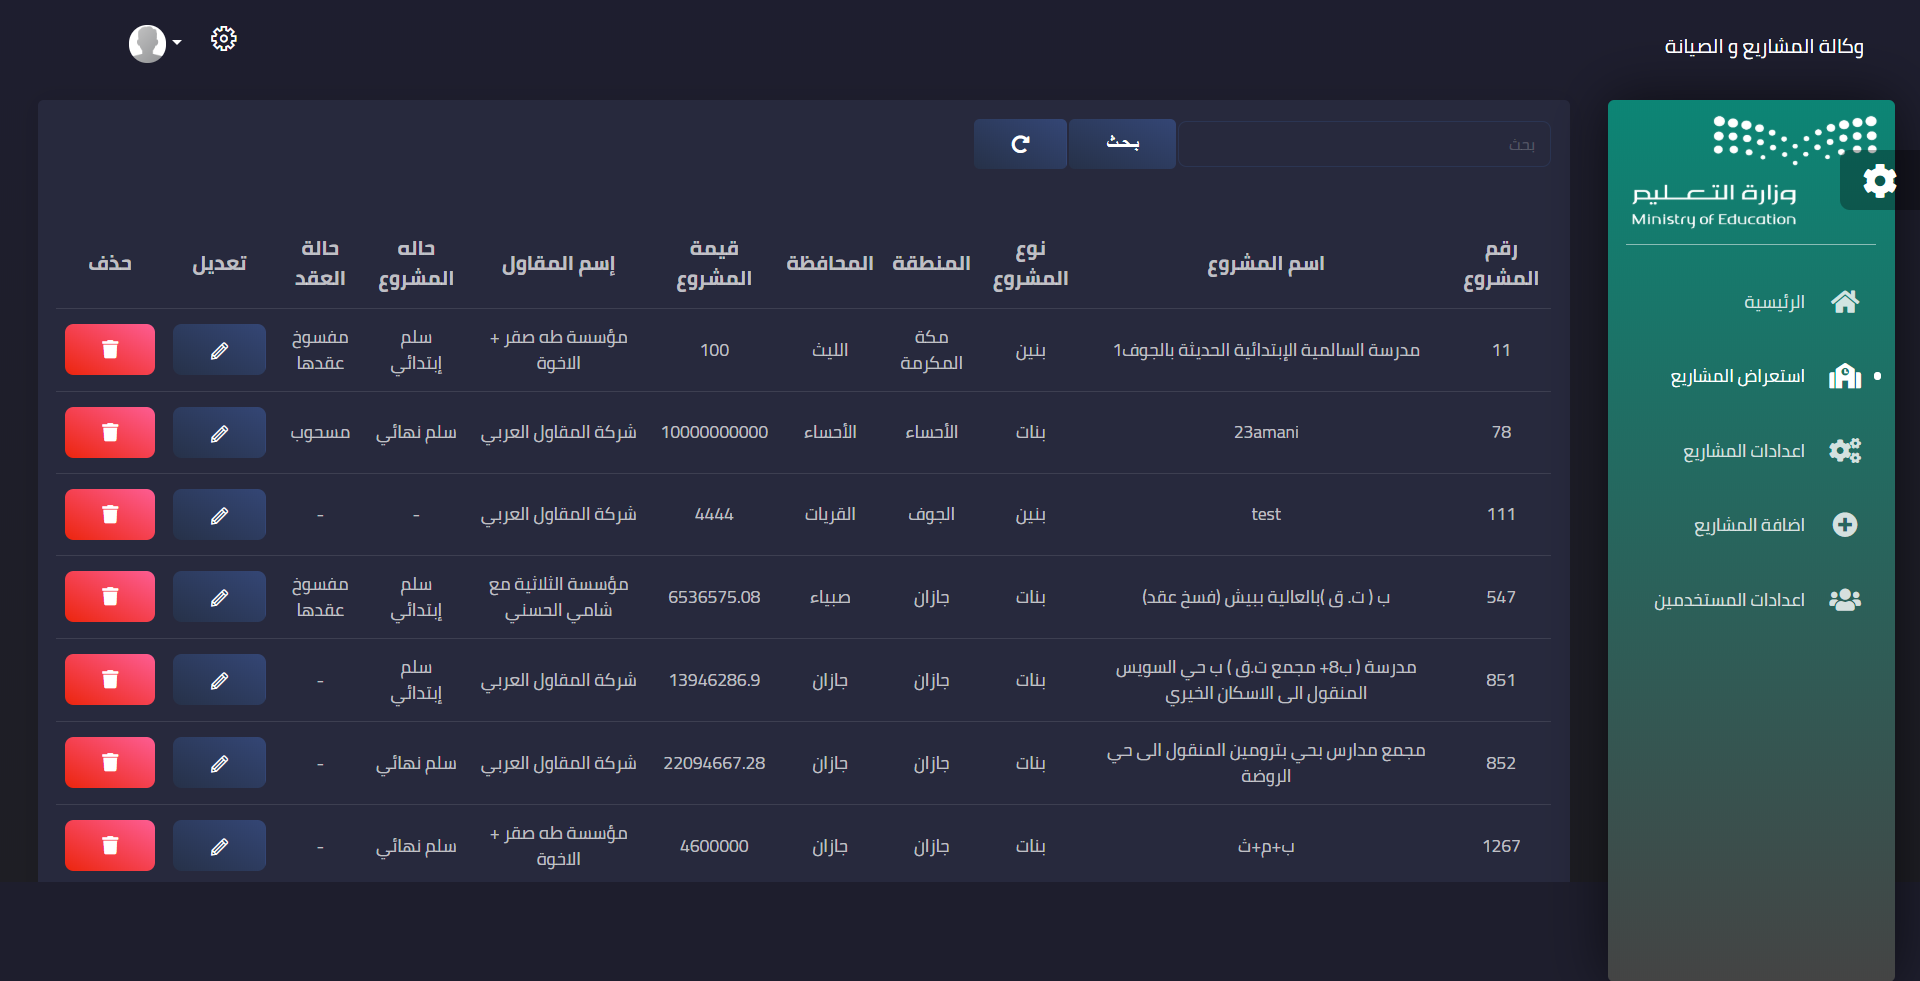 وكالة المشاريع و الصيانة
وزارة التعـــليم
Ministry of Education
الرئيسية
استعراض المشاريع
اعدادات المشاريع
اضافة المشاريع
اعدادات المستخدمين
بحث
بحث
رقم المشروع اسم المشروع نوع المشروع المنطقة المحافظة قيمة المشروع إسم المقاول حاله المشروع حالة العقد تعديل حذف
11 مدرسة السالمية الإبتدائية الحديثة بالجوف1 بنين مكة المكرمة الليث 100 مؤسسة طه صقر + الاخوة سلم إبتدائي مفسوخ عقدها
78 23amani بنات الأحساء الأحساء 10000000000 شركة المقاول العربي سلم نهائي مسحوب
111 test بنين الجوف القريات 4444 شركة المقاول العربي - -
547 ب ( ت. ق )بالعالية ببيش (فسخ عقد) بنات جازان صبياء 6536575.08 مؤسسة الثلاثية مع شامي الحسني سلم إبتدائي مفسوخ عقدها
851 مدرسة ( ب8+ مجمع ت.ق ) ب حي السويس المنقول الى الاسكان الخيري بنات جازان جازان 13946286.9 شركة المقاول العربي سلم إبتدائي -
852 مجمع مدارس بحي بترومين المنقول الى حي الروضة بنات جازان جازان 22094667.28 شركة المقاول العربي سلم نهائي -
1267 ب+م+ث بنات جازان جازان 4600000 مؤسسة طه صقر + الاخوة سلم نهائي -